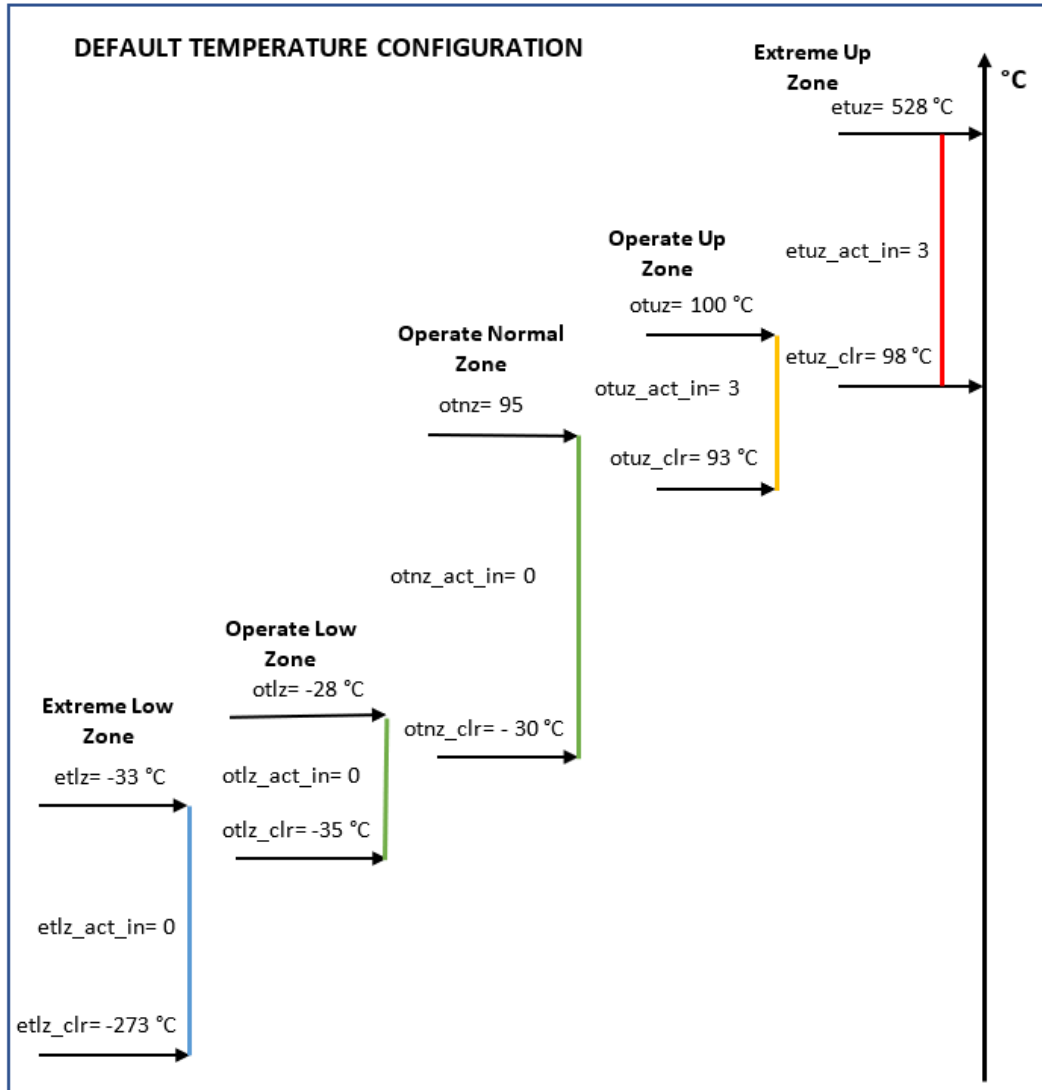 DEFAULT TEMPERATURE CONFIGURATION
Extreme Up
Zone
°C
etuz= 528 °C
Operate Up
Zone
etuz_act_in= 3
otuz= 100 °C
Operate Normal
Zone
etuz_clr= 98 °C
otuz_act_in= 3
otnz= 95
otuz_clr= 93 °C
otnz_act_in= 0
Operate Low
Zone
otlz= -28 °C
Extreme Low
Zone
otnz_clr= - 30 °C
etlz= -33 °C
otlz_act_in= 0
otlz_clr= -35 °C
etlz_act_in= 0
etlz_clr= -273 °C